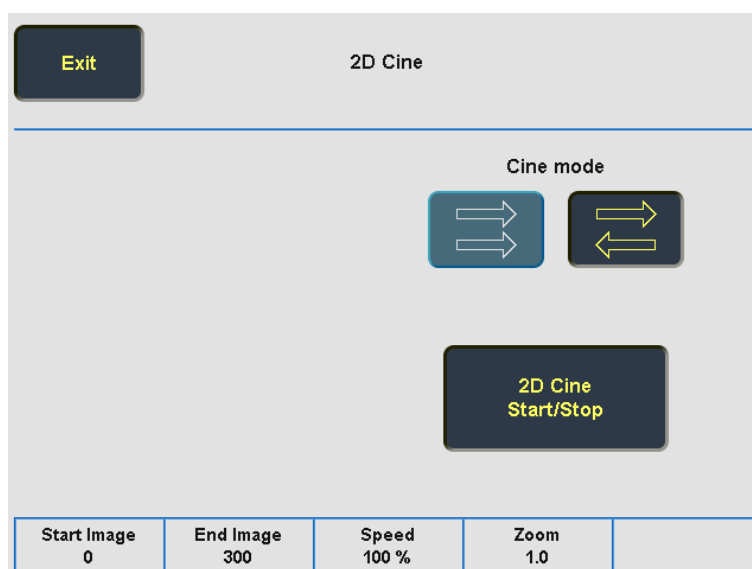 Exit
2D Cine
Cine mode
2D Cine
Start/Stop
Start Image
0
End Image
300
Speed
100 %
Zoom
1.0